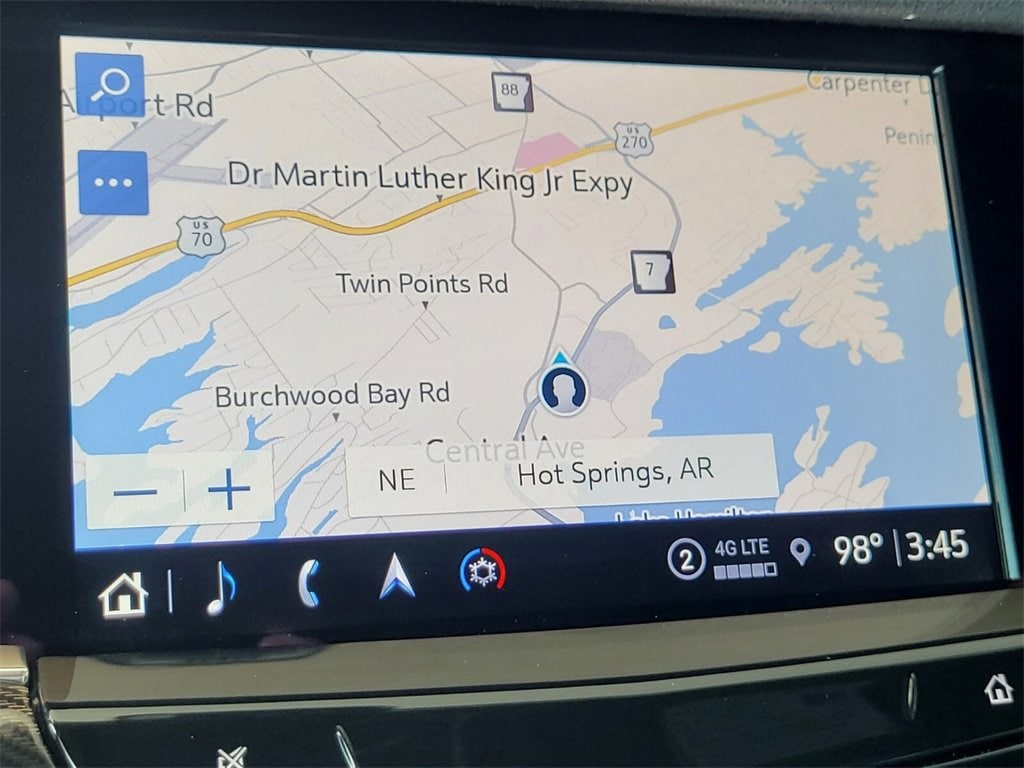 88
Carpenter D
Airport Rd
US
270
Penin
Dr Martin Luther King Jr Expy
US
70
7
Twin Points Rd
Burchwood Bay Rd
Central Ave
NE
Hot Springs, AR
2
4G LTE
98°
3:45